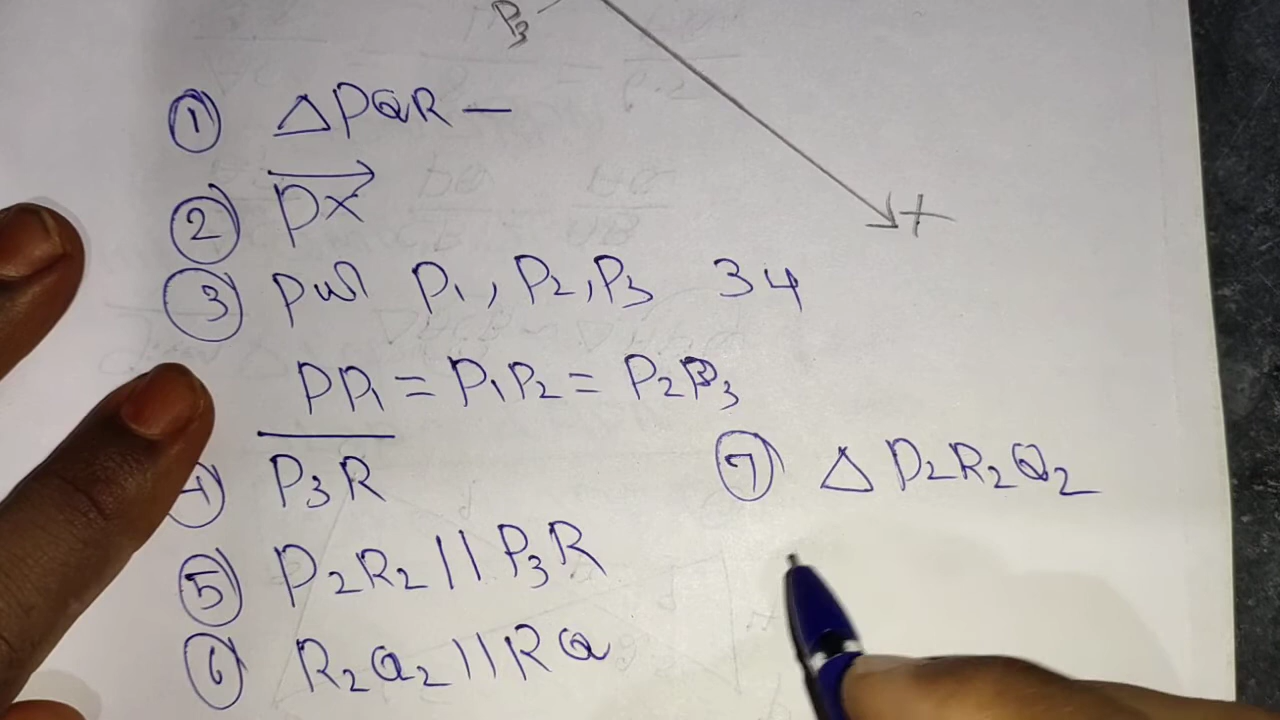 P₃
X
① △PQR —
② PX
③ put P₁, P₂, P₃ 3 4
PP₁ = P₁P₂ = P₂P₃
④ P₃R
⑤ P₂R₂ || P₃R
⑥ R₂Q₂ || RQ
⑦ △ P₂R₂Q₂